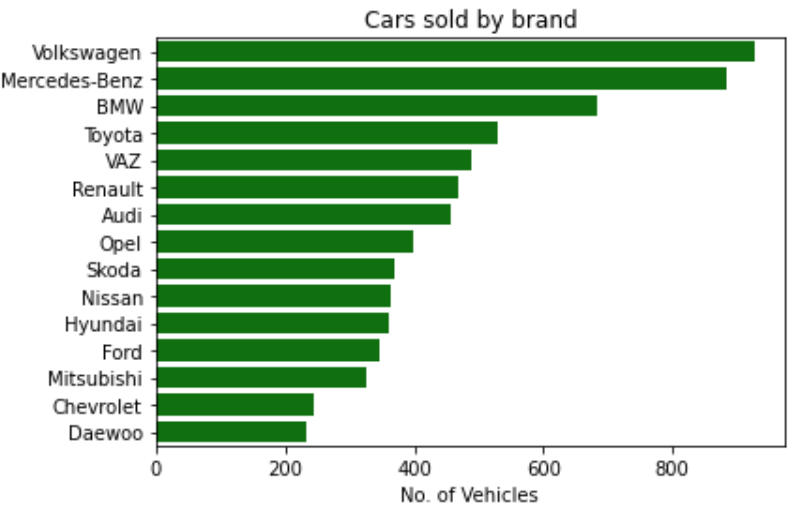 Cars sold by brand
Volkswagen
Mercedes-Benz
BMW
Toyota
VAZ
Renault
Audi
Opel
Skoda
Nissan
Hyundai
Ford
Mitsubishi
Chevrolet
Daewoo
0 200 400 600 800
No. of Vehicles